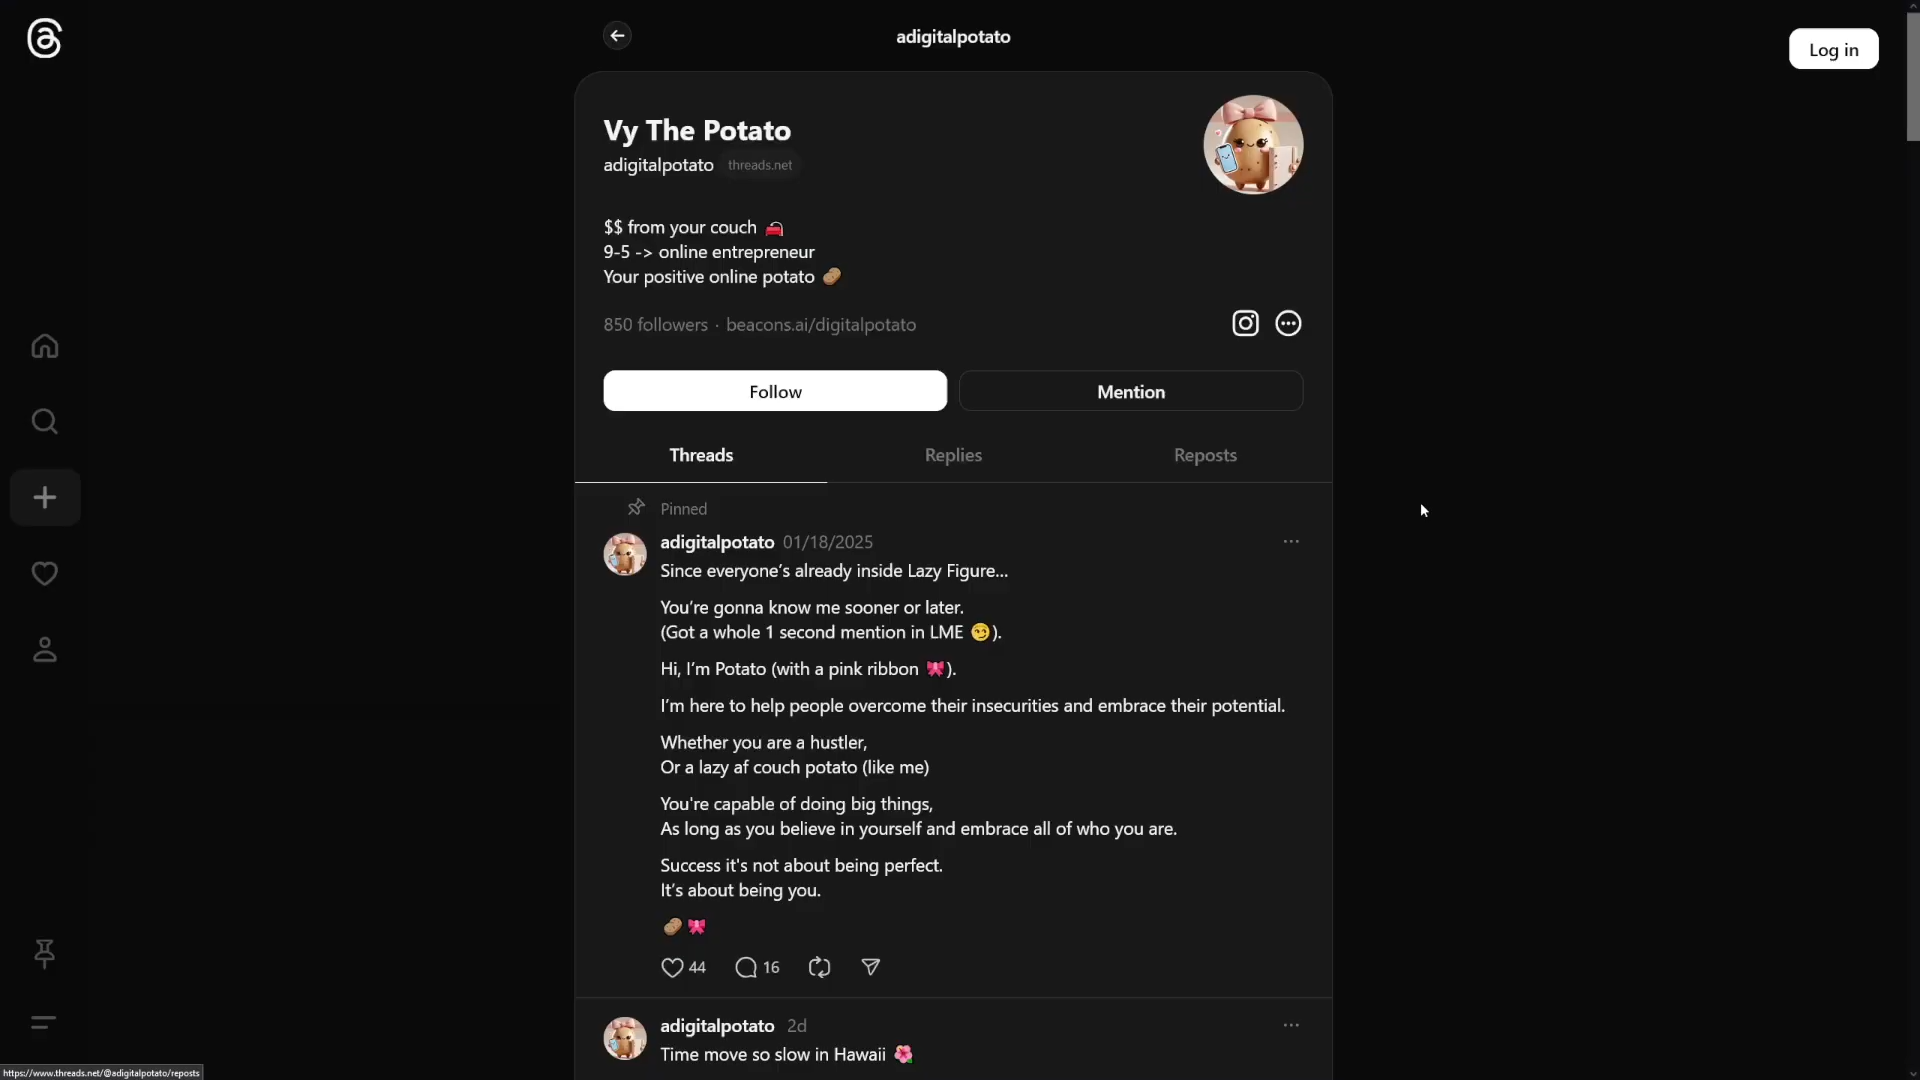 adigitalpotato
Log in
Vy The Potato
adigitalpotato threads.net
$$ from your couch
9-5 -> online entrepreneur
Your positive online potato 🥔
850 followers · beacons.ai/digitalpotato
Follow Mention
Threads Replies Reposts
Pinned
adigitalpotato 01/18/2025
Since everyone’s already inside Lazy Figure...
You’re gonna know me sooner or later.
(Got a whole 1 second mention in LME 😏).
Hi, I’m Potato (with a pink ribbon 🎀).
I’m here to help people overcome their insecurities and embrace their potential.
Whether you are a hustler,
Or a lazy af couch potato (like me)
You're capable of doing big things,
As long as you believe in yourself and embrace all of who you are.
Success it's not about being perfect.
It’s about being you.
🥔🎀
44 16
adigitalpotato 2d
Time move so slow in Hawaii 🌺
https://www.threads.net/@adigitalpotato/reposts